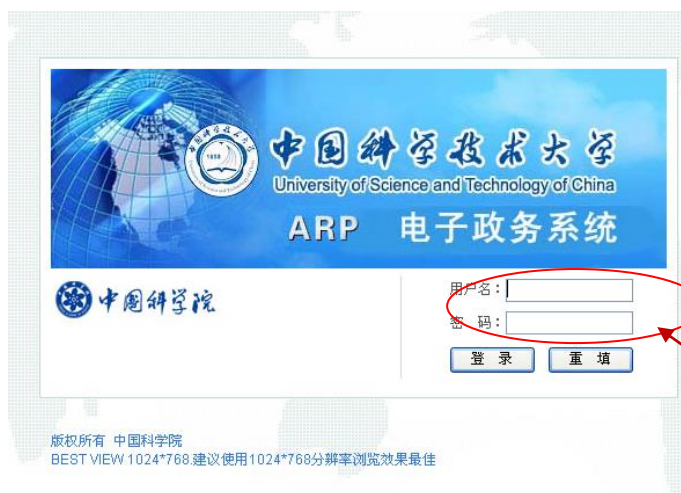 中国科学技术大学
University of Science and Technology of China
ARP 电子政务系统
1958
中国科学院
用户名：
密 码：
登 录 重 填
版权所有 中国科学院
BEST VIEW 1024*768.建议使用1024*768分辨率浏览效果最佳